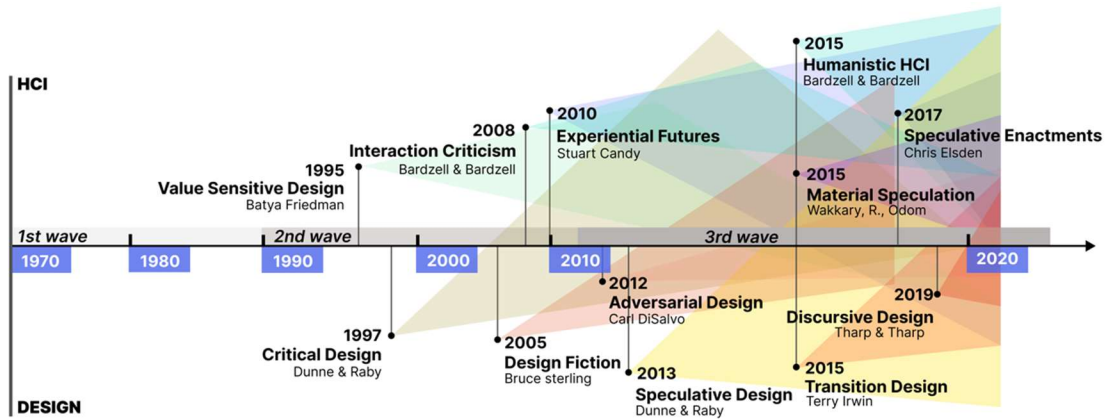 HCI
2015
Humanistic HCI
Bardzell & Bardzell
2010
Experiential Futures
Stuart Candy
2017
Speculative Enactments
Chris Elsden
2008
Interaction Criticism
Bardzell & Bardzell
1995
Value Sensitive Design
Batya Friedman
2015
Material Speculation
Wakkary, R., Odom
1st wave
2nd wave
3rd wave
1970
1980
1990
2000
2010
2020
2012
Adversarial Design
Carl DiSalvo
2019
Discursive Design
Tharp & Tharp
1997
Critical Design
Dunne & Raby
2005
Design Fiction
Bruce sterling
2013
Speculative Design
Dunne & Raby
2015
Transition Design
Terry Irwin
DESIGN